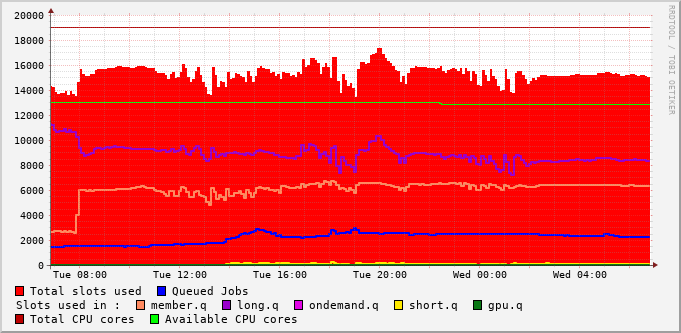 20000
18000
16000
14000
12000
10000
8000
6000
4000
2000
0
Tue 08:00 Tue 12:00 Tue 16:00 Tue 20:00 Wed 00:00 Wed 04:00
RRDTOOL / TOBI OETIKER
Total slots used Queued Jobs
Slots used in : member.q long.q ondemand.q short.q gpu.q
Total CPU cores Available CPU cores